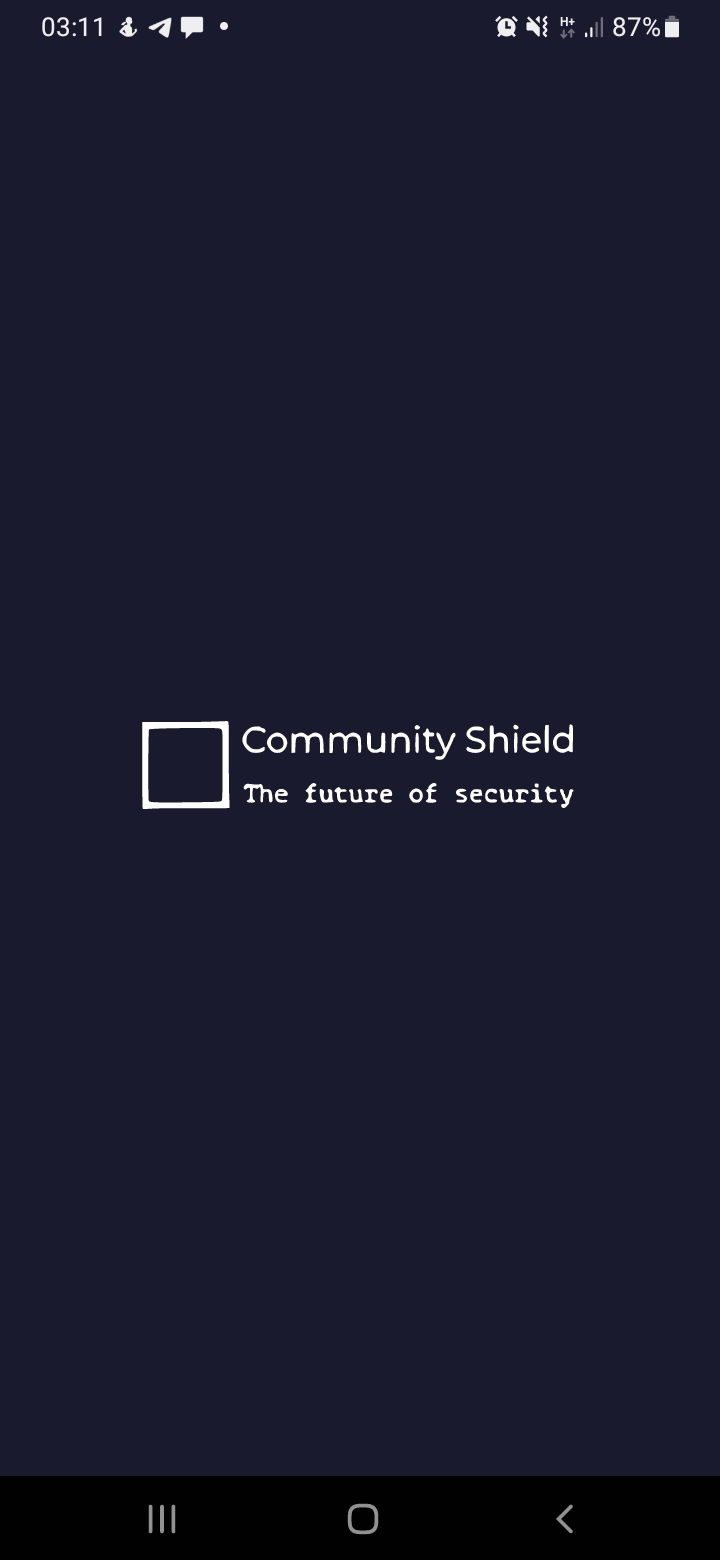 03:11
H+
87%
Community Shield
The future of security